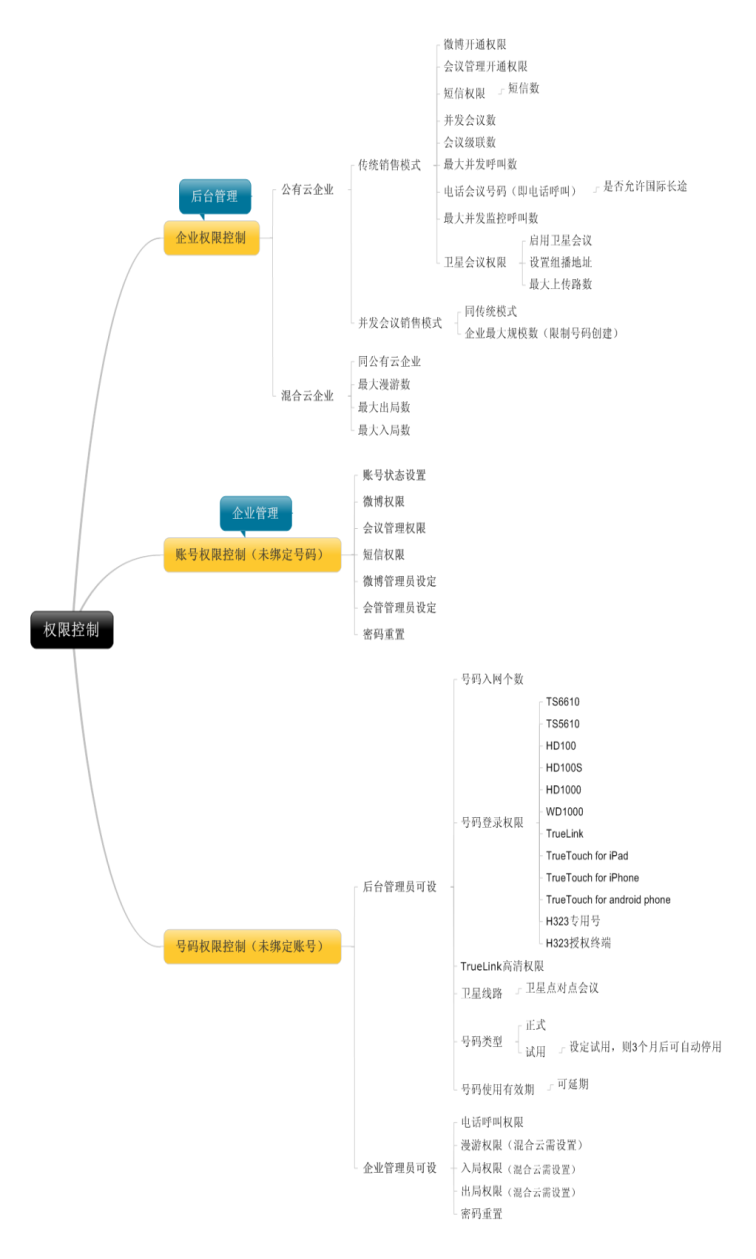 权限控制
后台管理
企业权限控制
公有云企业
传统销售模式
微博开通权限
会议管理开通权限
短信权限
短信数
并发会议数
会议级联数
最大并发呼叫数
电话会议号码（即电话呼叫）
是否允许国际长途
最大并发监控呼叫数
卫星会议权限
启用卫星会议
设置组播地址
最大上传路数
并发会议销售模式
同传统模式
企业最大规模数（限制号码创建）
混合云企业
同公有云企业
最大漫游数
最大出局数
最大入局数
企业管理
账号权限控制（未绑定号码）
账号状态设置
微博权限
会议管理权限
短信权限
微博管理员设定
会管管理员设定
密码重置
号码权限控制（未绑定账号）
后台管理员可设
号码入网个数
号码登录权限
TS6610
TS5610
HD100
HD100S
HD1000
WD1000
TrueLink
TrueTouch for iPad
TrueTouch for iPhone
TrueTouch for android phone
H323专用号
H323授权终端
TrueLink高清权限
卫星线路
卫星点对点会议
号码类型
正式
试用
设定试用，则3个月后可自动停用
号码使用有效期
可延期
企业管理员可设
电话呼叫权限
漫游权限（混合云需设置）
入局权限（混合云需设置）
出局权限（混合云需设置）
密码重置